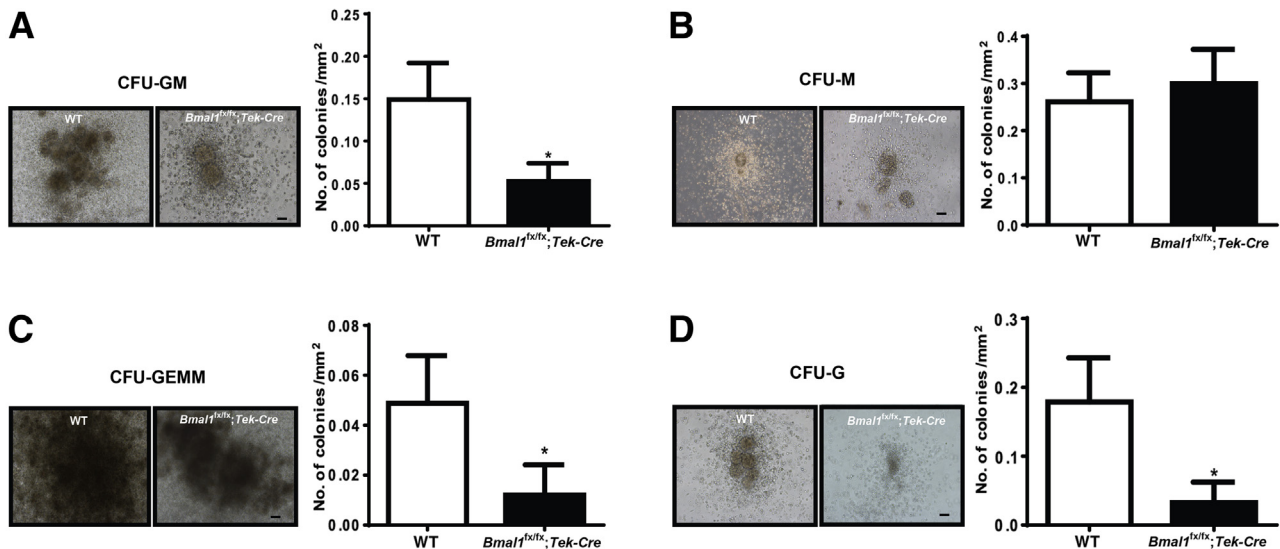 A
CFU-GM
WT
Bmal1fx/fx;Tek-Cre
No. of colonies/mm2
0.25
0.20
0.15
0.10
0.05
0.00
*
WT
Bmal1fx/fx;Tek-Cre
B
CFU-M
WT
Bmal1fx/fx;Tek-Cre
No. of colonies/mm2
0.4
0.3
0.2
0.1
0.0
WT
Bmal1fx/fx;Tek-Cre
C
CFU-GEMM
WT
Bmal1fx/fx;Tek-Cre
No. of colonies/mm2
0.08
0.06
0.04
0.02
0.00
*
WT
Bmal1fx/fx;Tek-Cre
D
CFU-G
WT
Bmal1fx/fx;Tek-Cre
No. of colonies/mm2
0.3
0.2
0.1
0.0
*
WT
Bmal1fx/fx;Tek-Cre